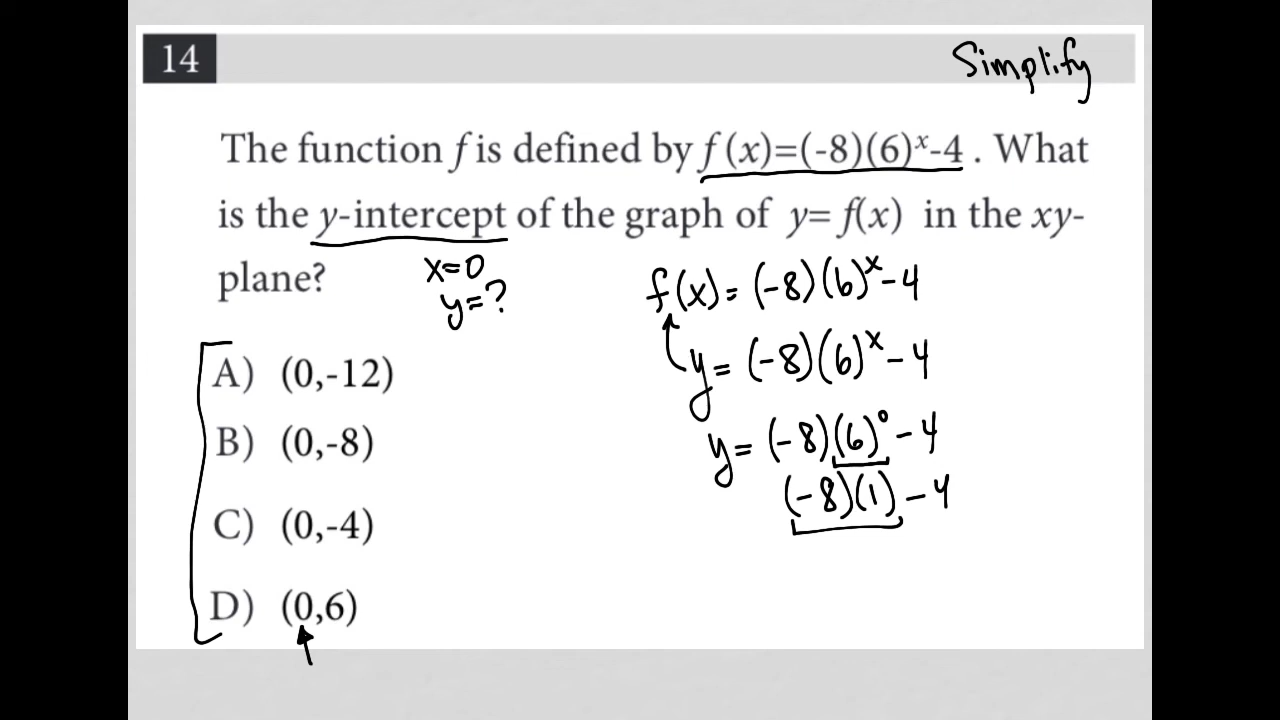 14
Simplify
The function f is defined by f(x)=(-8)(6)ˣ-4 . What
is the y-intercept of the graph of y= f(x) in the xy-
plane?
x=0
y=?
f(x) = (-8)(6)ˣ - 4
y = (-8)(6)ˣ - 4
y = (-8)(6)⁰ - 4
(-8)(1) - 4
A) (0,-12)
B) (0,-8)
C) (0,-4)
D) (0,6)